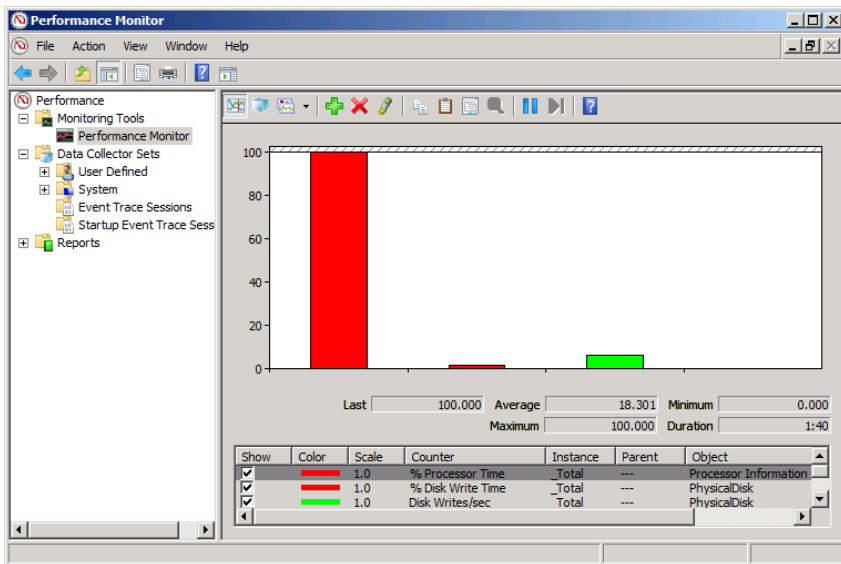 Performance Monitor
File Action View Window Help
Performance
Monitoring Tools
Performance Monitor
Data Collector Sets
User Defined
System
Event Trace Sessions
Startup Event Trace Sess
Reports
100
80
60
40
20
0
Last 100.000 Average 18.301 Minimum 0.000
Maximum 100.000 Duration 1:40
Show Color Scale Counter Instance Parent Object
1.0 % Processor Time _Total --- Processor Information
1.0 % Disk Write Time _Total --- PhysicalDisk
1.0 Disk Writes/sec Total --- PhysicalDisk